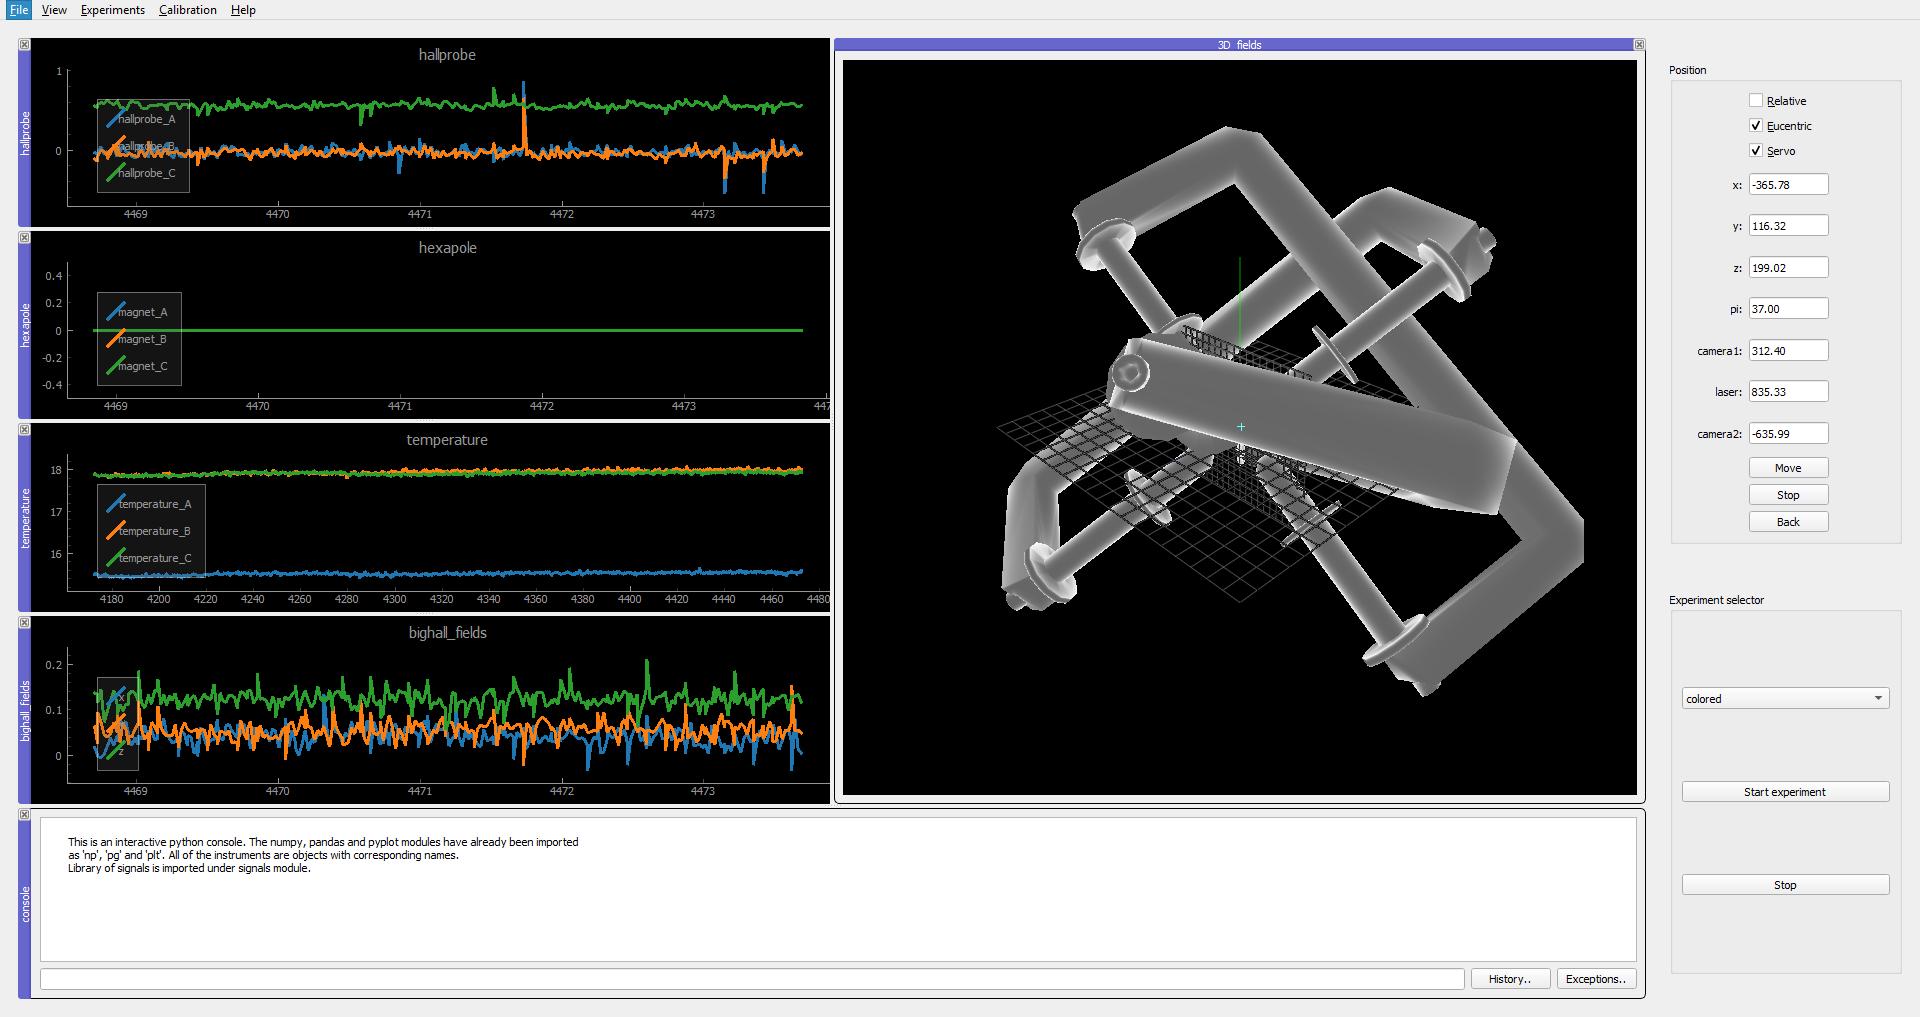 File View Experiments Calibration Help
hallprobe
hallprobe
1
0
hallprobe_A
hallprobe_B
hallprobe_C
4469 4470 4471 4472 4473
hexapole
hexapole
0.4
0.2
0
-0.2
-0.4
magnet_A
magnet_B
magnet_C
4469 4470 4471 4472 4473 447
temperature
temperature
18
17
16
temperature_A
temperature_B
temperature_C
4180 4200 4220 4240 4260 4280 4300 4320 4340 4360 4380 4400 4420 4440 4460 4480
bighall_fields
bighall_fields
0.2
0.1
0
x
z
4469 4470 4471 4472 4473
3D fields
Position
Relative
Eucentric
Servo
x: -365.78
y: 116.32
z: 199.02
pi: 37.00
camera1: 312.40
laser: 835.33
camera2: -635.99
Move
Stop
Back
Experiment selector
colored
Start experiment
Stop
console
This is an interactive python console. The numpy, pandas and pyplot modules have already been imported
as 'np', 'pg' and 'plt'. All of the instruments are objects with corresponding names.
Library of signals is imported under signals module.
History.. Exceptions..